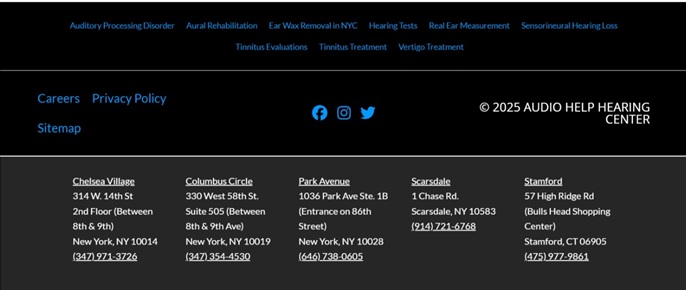 Auditory Processing Disorder Aural Rehabilitation Ear Wax Removal in NYC Hearing Tests Real Ear Measurement Sensorineural Hearing Loss
Tinnitus Evaluations Tinnitus Treatment Vertigo Treatment
Careers Privacy Policy
Sitemap
© 2025 AUDIO HELP HEARING
CENTER
Chelsea Village
314 W. 14th St
2nd Floor (Between
8th & 9th)
New York, NY 10014
(347) 971-3726
Columbus Circle
330 West 58th St.
Suite 505 (Between
8th & 9th Ave)
New York, NY 10019
(347) 354-4530
Park Avenue
1036 Park Ave Ste. 1B
(Entrance on 86th
Street)
New York, NY 10028
(646) 738-0605
Scarsdale
1 Chase Rd.
Scarsdale, NY 10583
(914) 721-6768
Stamford
57 High Ridge Rd
(Bulls Head Shopping
Center)
Stamford, CT 06905
(475) 977-9861